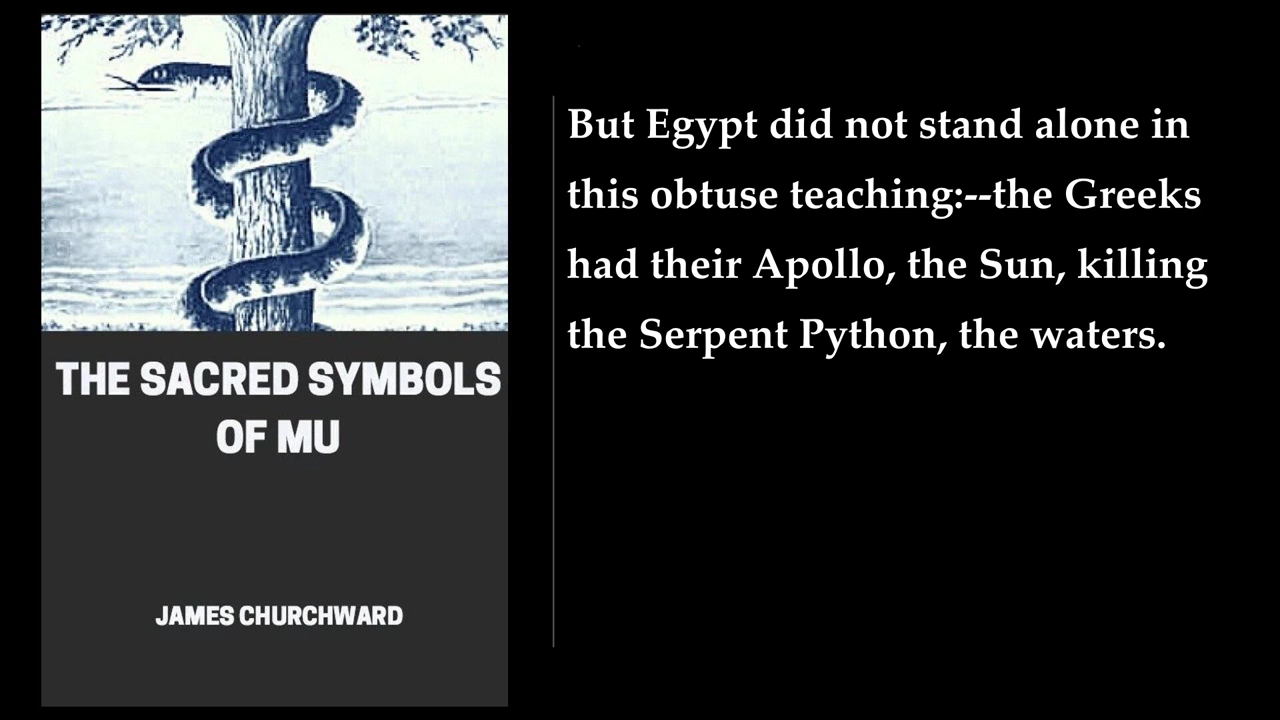 THE SACRED SYMBOLS
OF MU
JAMES CHURCHWARD
But Egypt did not stand alone in
this obtuse teaching:--the Greeks
had their Apollo, the Sun, killing
the Serpent Python, the waters.